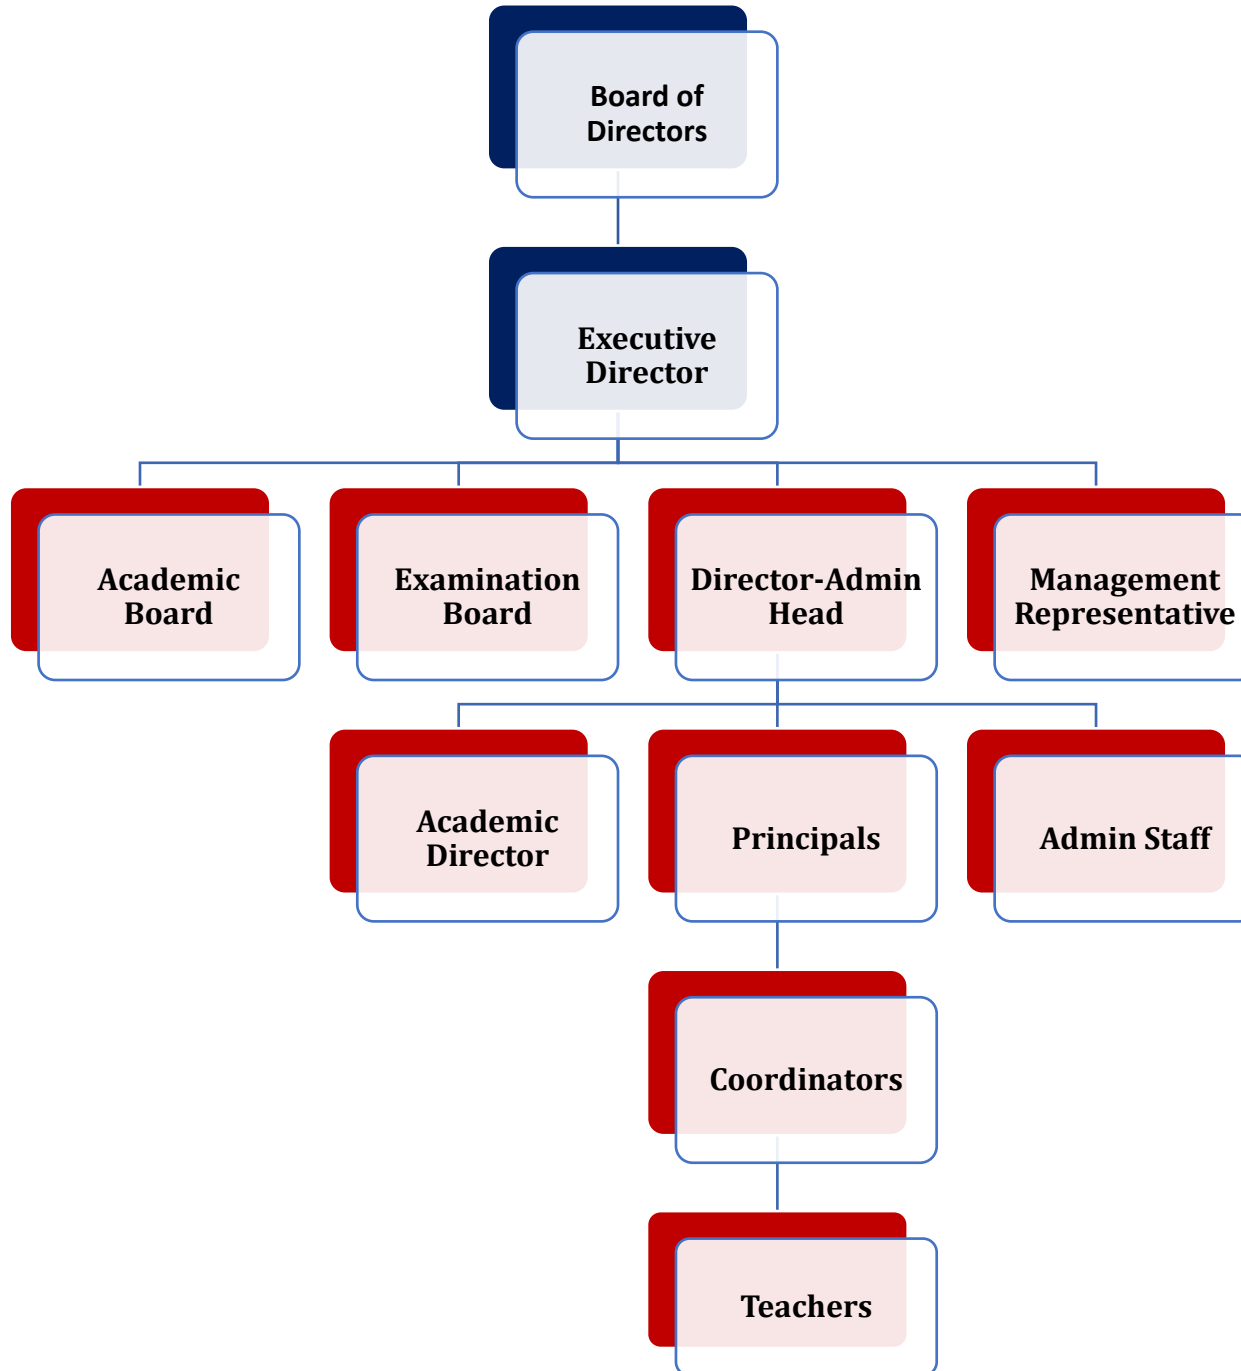 Board of
Directors
Executive
Director
Academic
Board
Examination
Board
Director-Admin
Head
Management
Representative
Academic
Director
Principals
Admin Staff
Coordinators
Teachers